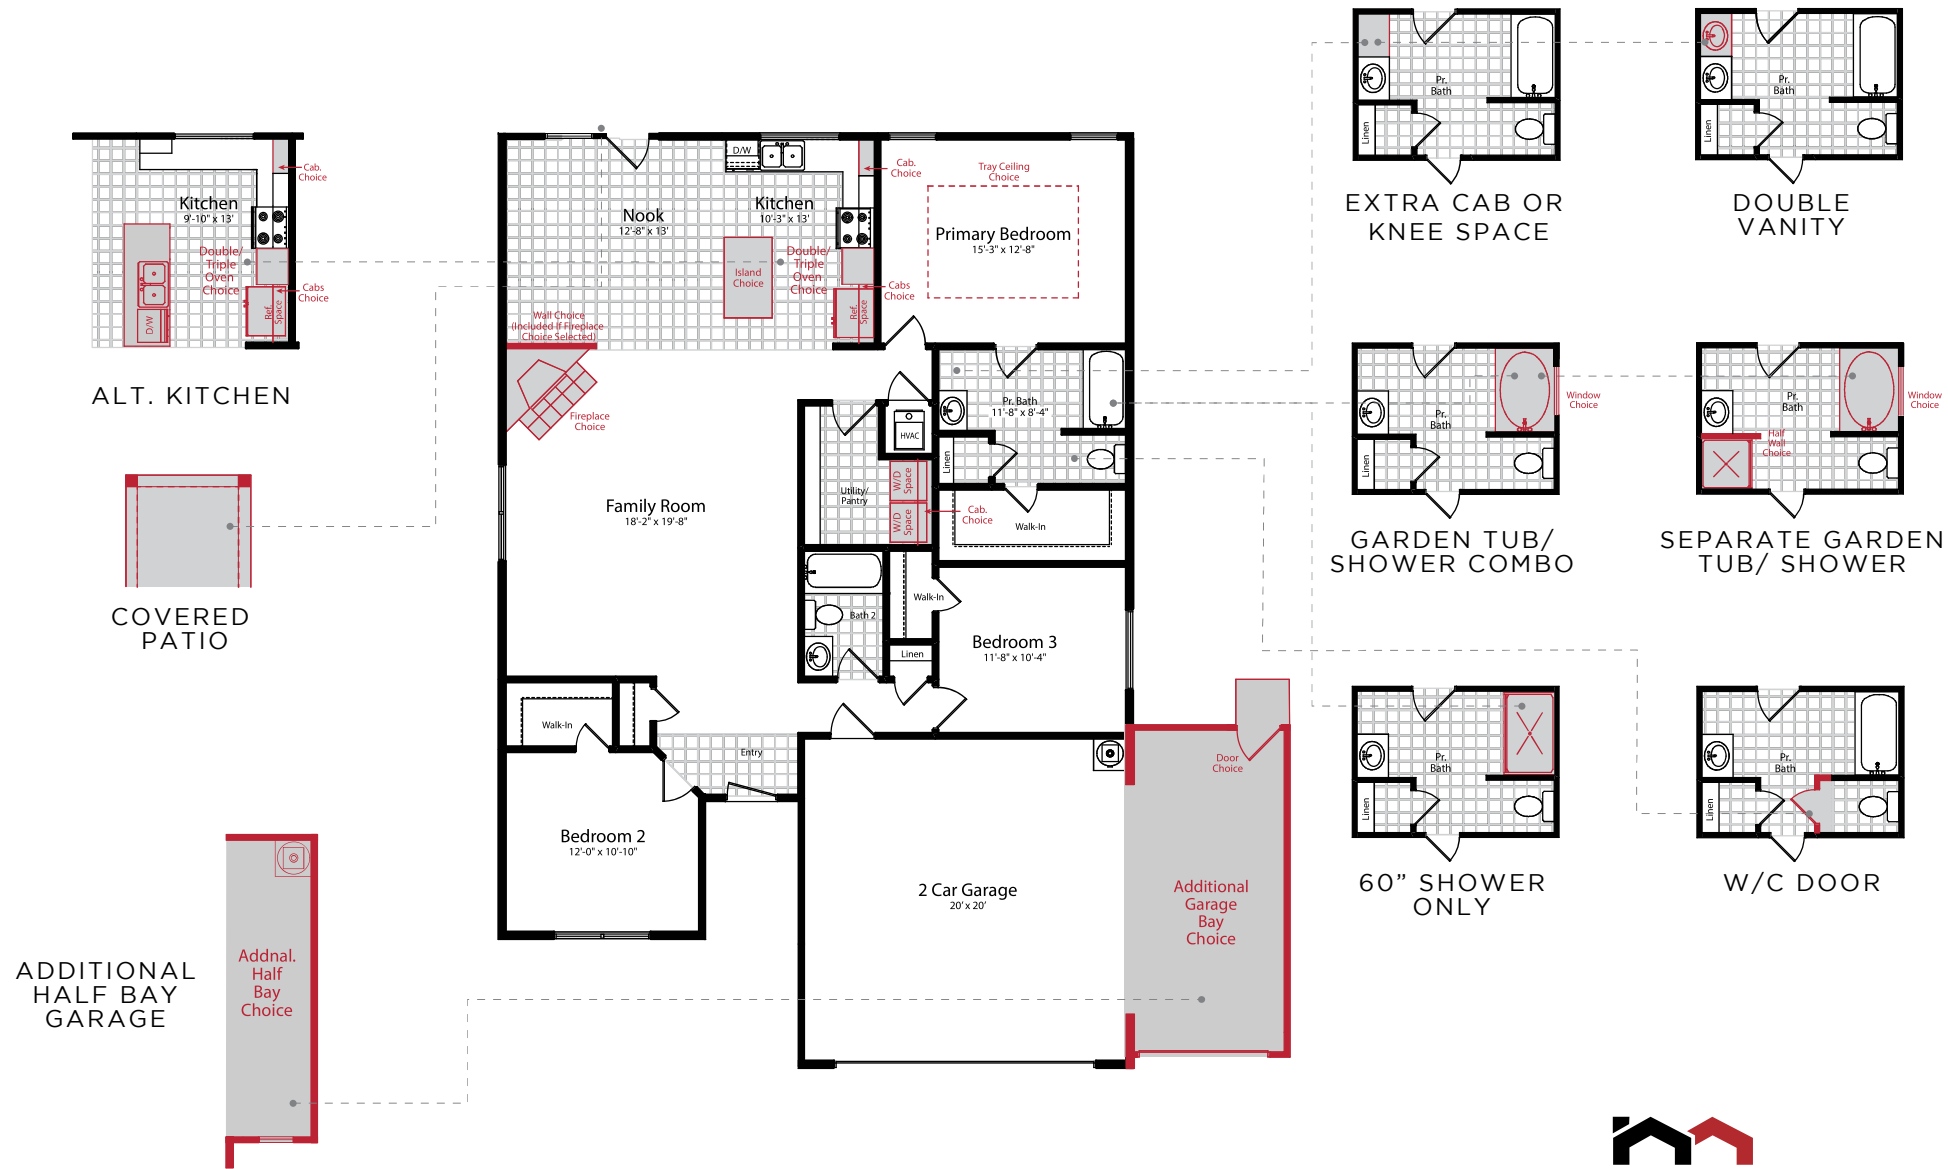 Kitchen
9'-10" x 13'
Cab.
Choice
Double/
Triple
Oven
Choice
Cabs
Choice
Ref.
Space
D/W
ALT. KITCHEN
COVERED
PATIO
ADDITIONAL
HALF BAY
GARAGE
Addnal.
Half
Bay
Choice
D/W
Nook
12'-8" x 13'
Kitchen
10'-3" x 13'
Cab.
Choice
Island
Choice
Double/
Triple
Oven
Choice
Cabs
Choice
Ref.
Space
Tray Ceiling
Choice
Primary Bedroom
15'-3" x 12'-8"
Wall Choice
(Included If Fireplace
Choice Selected)
Fireplace
Choice
Family Room
18'-2" x 19'-8"
HVAC
Pr. Bath
11'-8" x 8'-4"
Linen
Utility/
Pantry
W/D
Space
W/D
Space
Cab.
Choice
Walk-In
Bath 2
Walk-In
Linen
Bedroom 3
11'-8" x 10'-4"
Walk-In
Entry
Bedroom 2
12'-0" x 10'-10"
2 Car Garage
20' x 20'
Door
Choice
Additional
Garage
Bay
Choice
Pr.
Bath
Linen
EXTRA CAB OR
KNEE SPACE
Pr.
Bath
Linen
DOUBLE
VANITY
Pr.
Bath
Linen
Window
Choice
GARDEN TUB/
SHOWER COMBO
Pr.
Bath
Half
Wall
Choice
Window
Choice
SEPARATE GARDEN
TUB/ SHOWER
Pr.
Bath
Linen
60” SHOWER
ONLY
Pr.
Bath
Linen
W/C DOOR